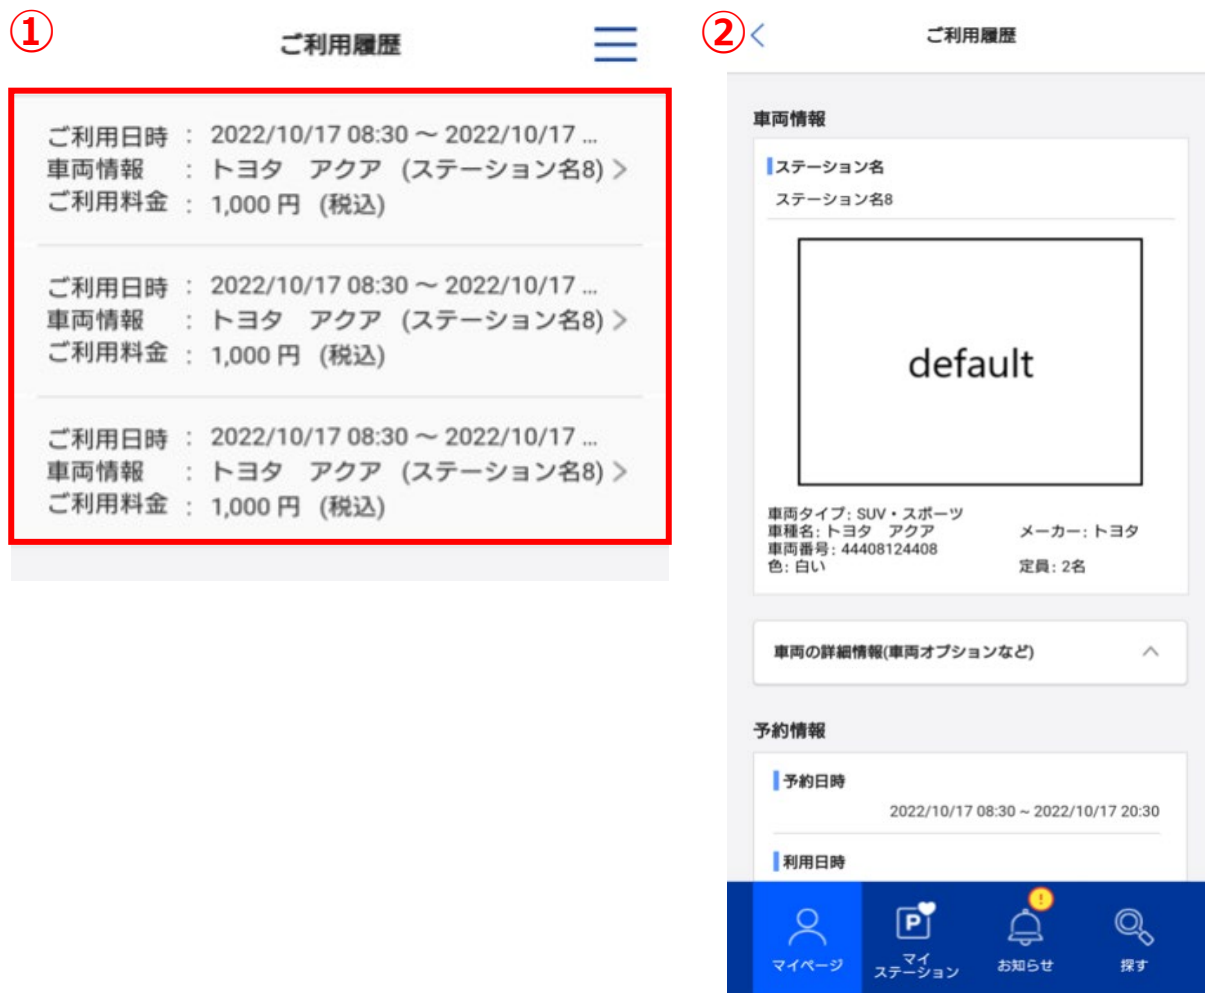 ①
ご利用履歴
ご利用日時 : 2022/10/17 08:30 ～ 2022/10/17 ...
車両情報 : トヨタ　アクア (ステーション名8) >
ご利用料金 : 1,000 円 (税込)
ご利用日時 : 2022/10/17 08:30 ～ 2022/10/17 ...
車両情報 : トヨタ　アクア (ステーション名8) >
ご利用料金 : 1,000 円 (税込)
ご利用日時 : 2022/10/17 08:30 ～ 2022/10/17 ...
車両情報 : トヨタ　アクア (ステーション名8) >
ご利用料金 : 1,000 円 (税込)
②
ご利用履歴
車両情報
ステーション名
ステーション名8
default
車両タイプ: SUV・スポーツ
車種名: トヨタ　アクア メーカー: トヨタ
車両番号: 44408124408
色: 白い 定員: 2名
車両の詳細情報(車両オプションなど)
予約情報
予約日時
2022/10/17 08:30 ~ 2022/10/17 20:30
利用日時
マイページ
P
マイ
ステーション
!
お知らせ
探す